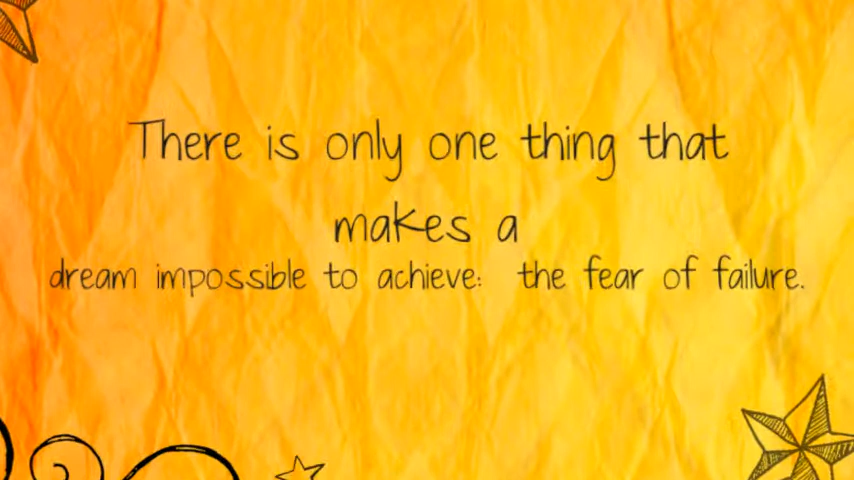 There is only one thing that
makes a
dream impossible to achieve: the fear of failure.